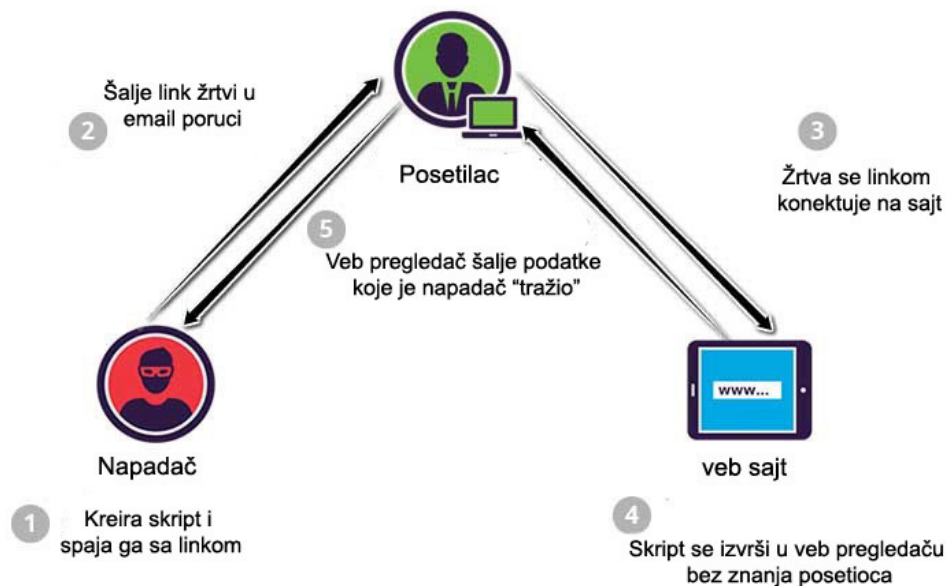 Šalje link žrtvi u
2
email poruci
Posetilac
3
Žrtva se linkom
konektuje na sajt
5
Veb pregledač šalje podatke
koje je napadač “tražio”
www...
Napadač
veb sajt
1
Kreira skript i
spaja ga sa linkom
4
Skript se izvrši u veb pregledaču
bez znanja posetioca